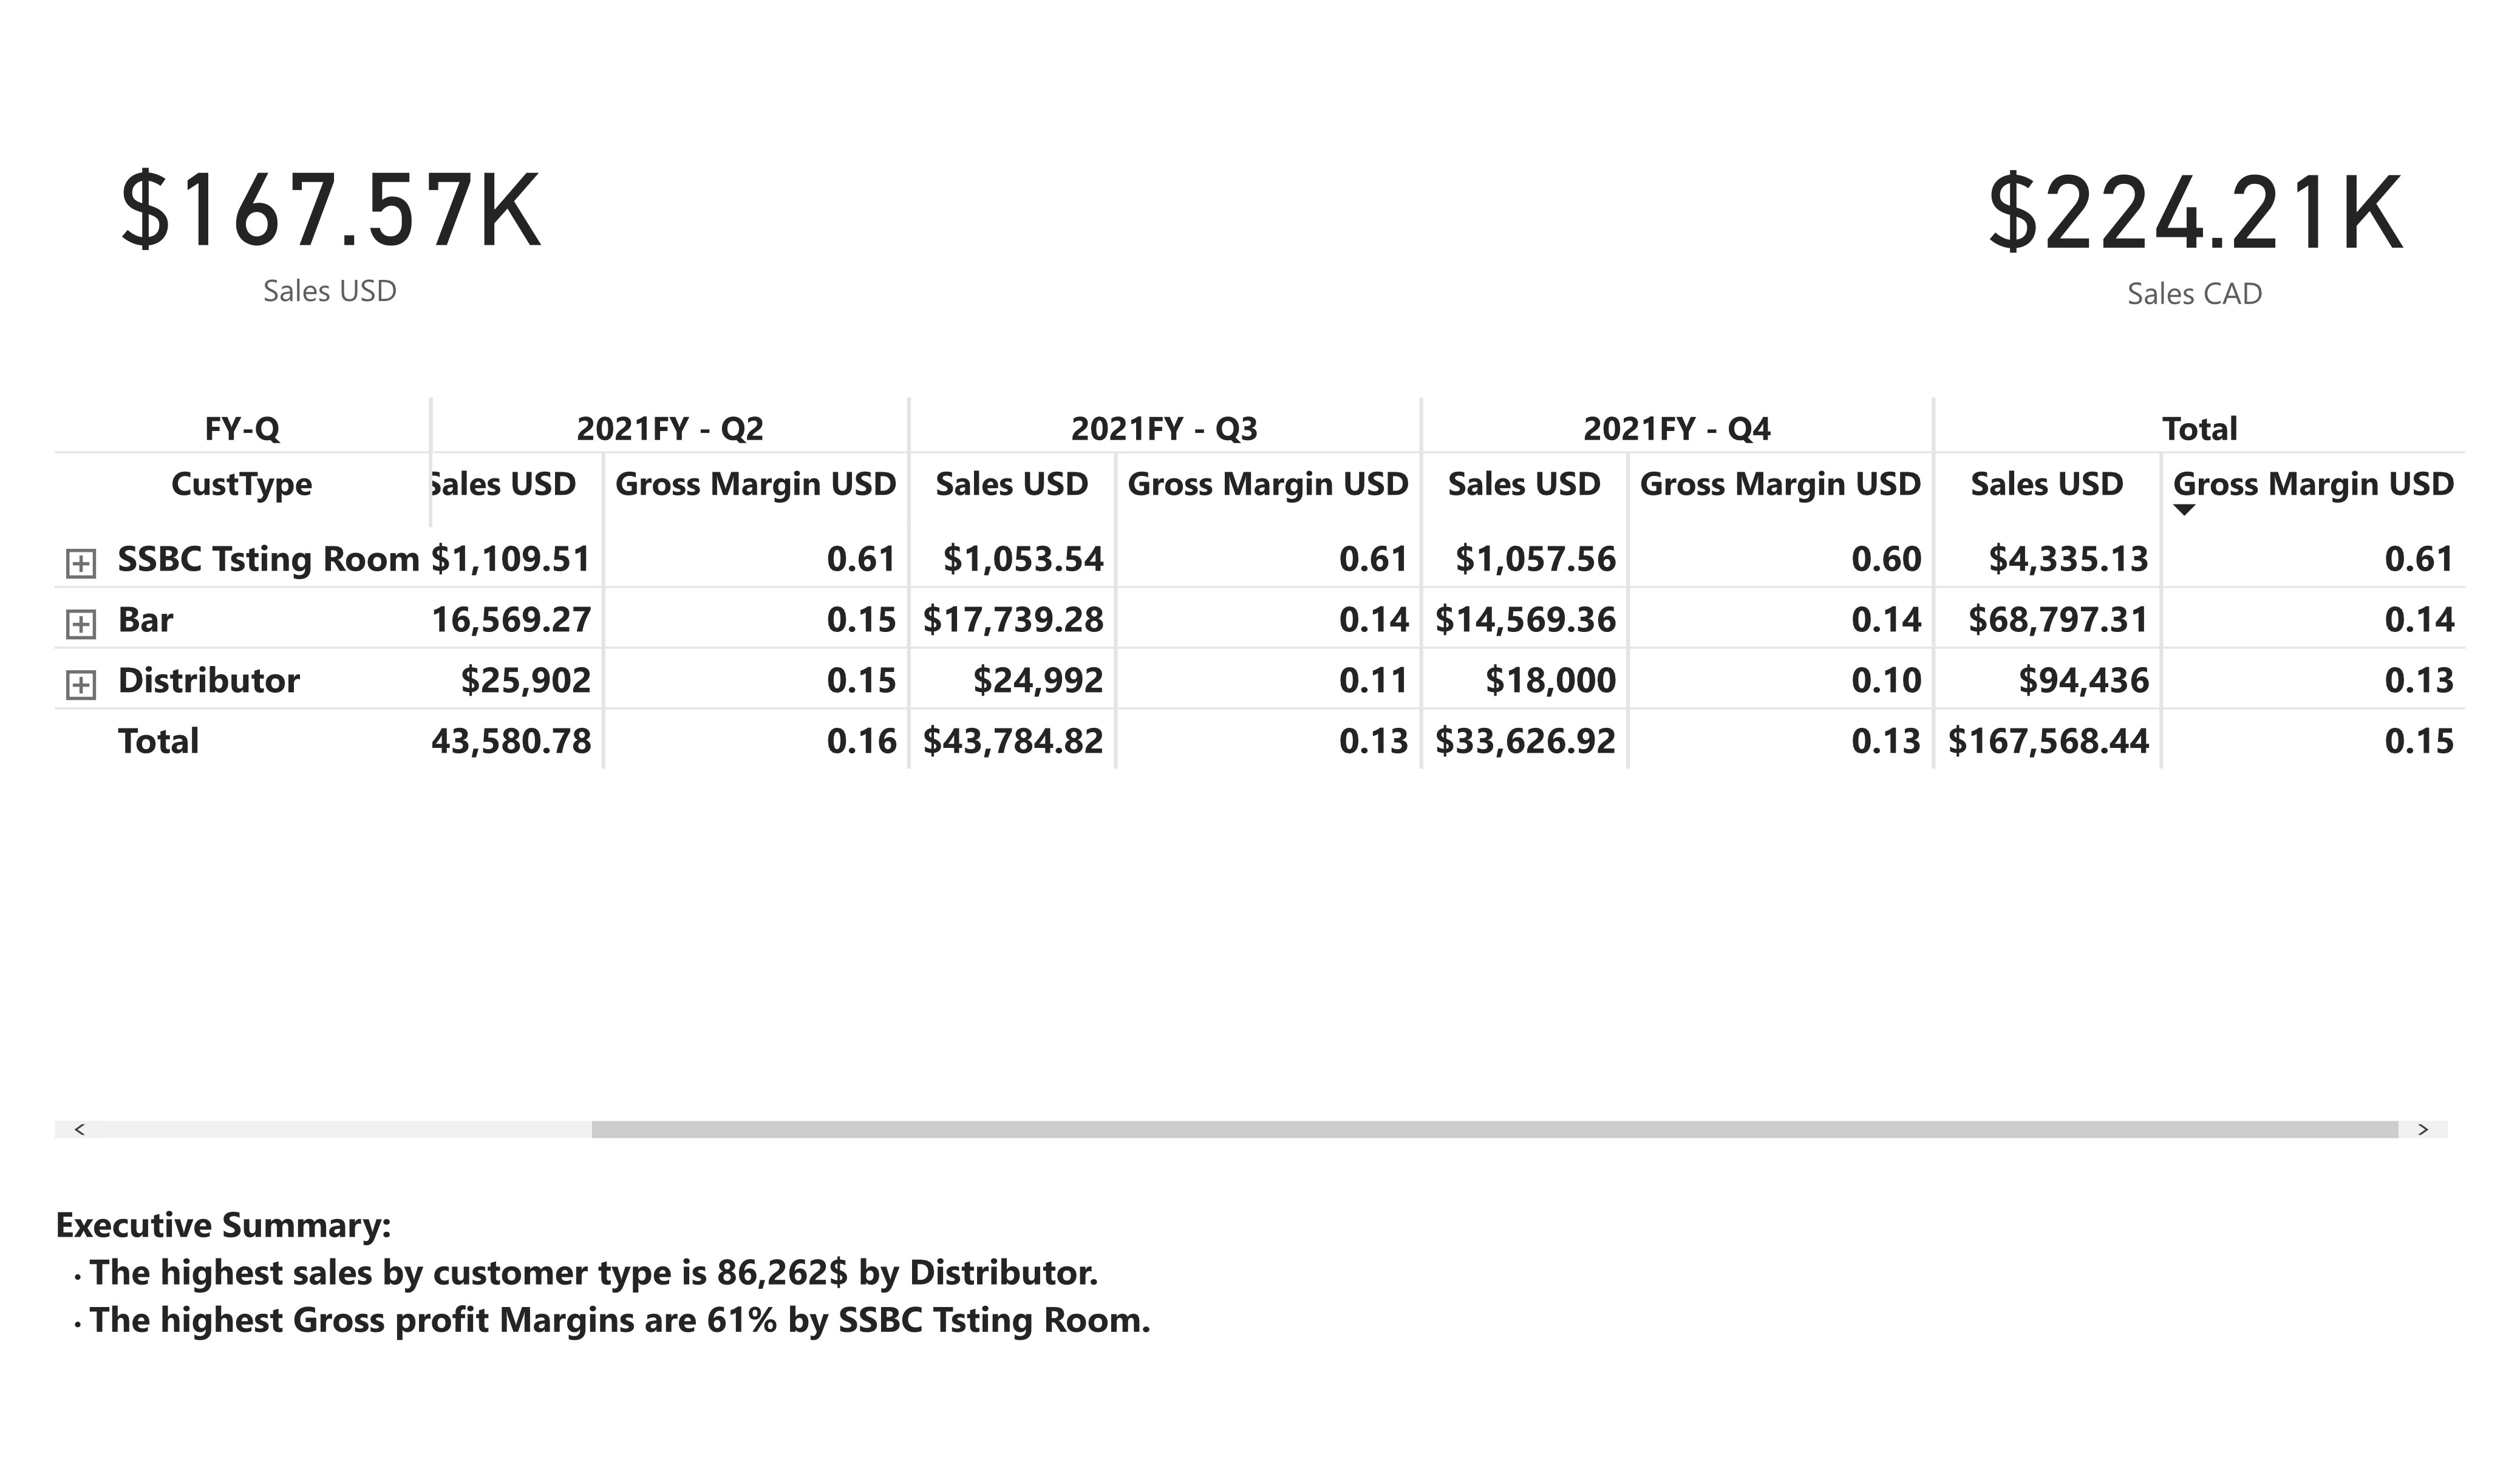 $167.57K
Sales USD
$224.21K
Sales CAD
FY-Q 2021FY - Q2 2021FY - Q3 2021FY - Q4 Total
CustType Sales USD Gross Margin USD Sales USD Gross Margin USD Sales USD Gross Margin USD Sales USD Gross Margin USD
SSBC Tsting Room $1,109.51 0.61 $1,053.54 0.61 $1,057.56 0.60 $4,335.13 0.61
Bar 16,569.27 0.15 $17,739.28 0.14 $14,569.36 0.14 $68,797.31 0.14
Distributor $25,902 0.15 $24,992 0.11 $18,000 0.10 $94,436 0.13
Total 43,580.78 0.16 $43,784.82 0.13 $33,626.92 0.13 $167,568.44 0.15
Executive Summary:
• The highest sales by customer type is 86,262$ by Distributor.
• The highest Gross profit Margins are 61% by SSBC Tsting Room.